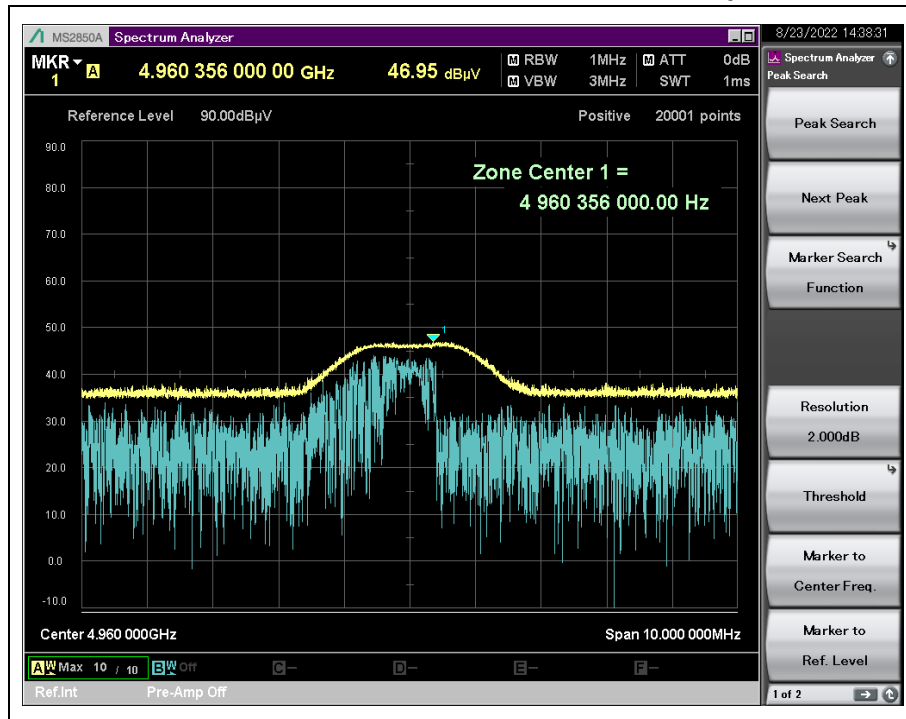 MS2850A Spectrum Analyzer
8/23/2022 14:38:31
MKR 1 A 4.960 356 000 00 GHz 46.95 dBµV
M RBW 1MHz M ATT 0dB
M VBW 3MHz SWT 1ms
Spectrum Analyzer
Peak Search
Reference Level 90.00dBµV Positive 20001 points
Zone Center 1 =
4 960 356 000.00 Hz
90.0
80.0
70.0
60.0
50.0
40.0
30.0
20.0
10.0
0.0
-10.0
1
Center 4.960 000GHz Span 10.000 000MHz
A W Max 10 / 10 B W Off C - D - E - F -
Ref.Int Pre-Amp Off
Peak Search
Next Peak
Marker Search
Function
Resolution
2.000dB
Threshold
Marker to
Center Freq.
Marker to
Ref. Level
1 of 2